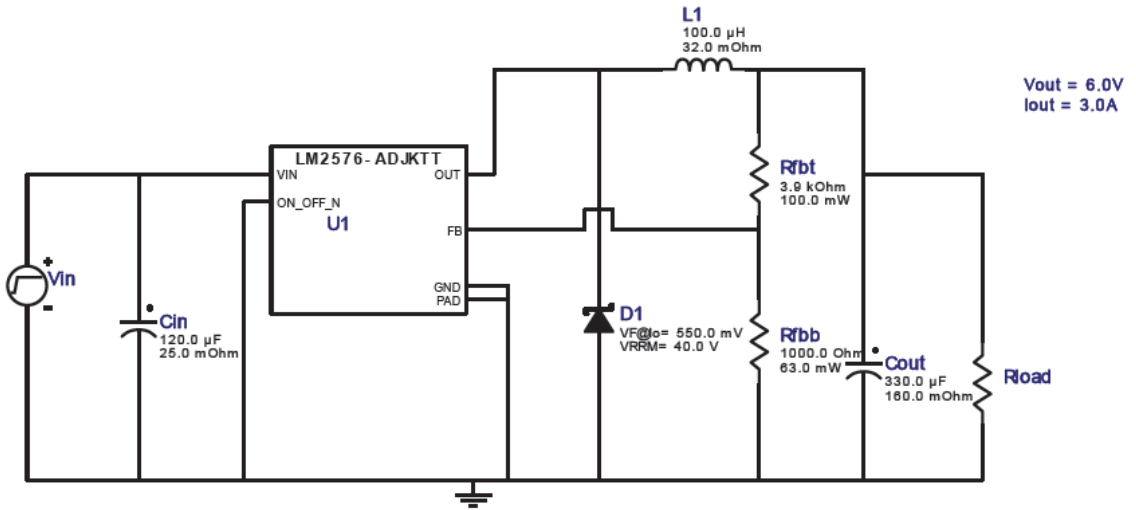 L1
100.0 µH
32.0 mOhm
Vout = 6.0V
Iout = 3.0A
LM2576-ADJKTT
VIN
OUT
ON_OFF_N
U1
FB
GND
PAD
Rfbt
3.9 kOhm
100.0 mW
+
Vin
-
Cin
120.0 µF
25.0 mOhm
D1
VF@Io= 550.0 mV
VRRM= 40.0 V
Rfbb
1000.0 Ohm
63.0 mW
Cout
330.0 µF
160.0 mOhm
Rload